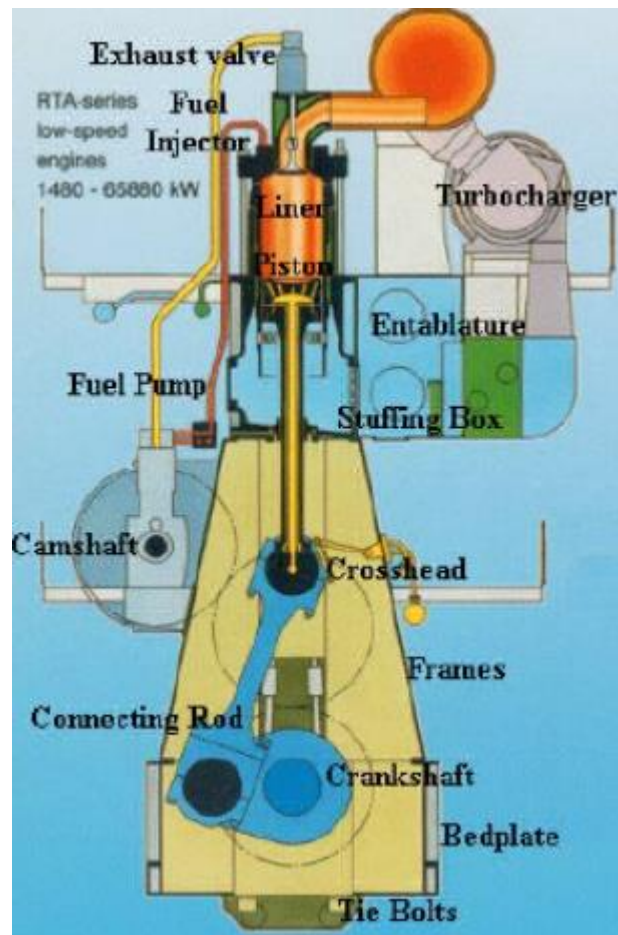 Exhaust valve
RTA-series
low-speed
engines
1480 - 65880 kW
Fuel
Injector
Turbocharger
Liner
Piston
Entablature
Fuel Pump
Stuffing Box
Camshaft
Crosshead
Frames
Connecting Rod
Crankshaft
Bedplate
Tie Bolts